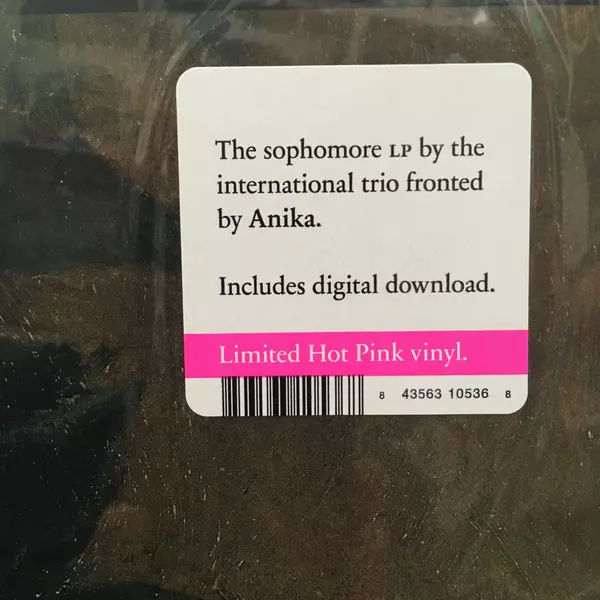 The sophomore LP by the
international trio fronted
by Anika.
Includes digital download.
Limited Hot Pink vinyl.
8 43563 10536 8